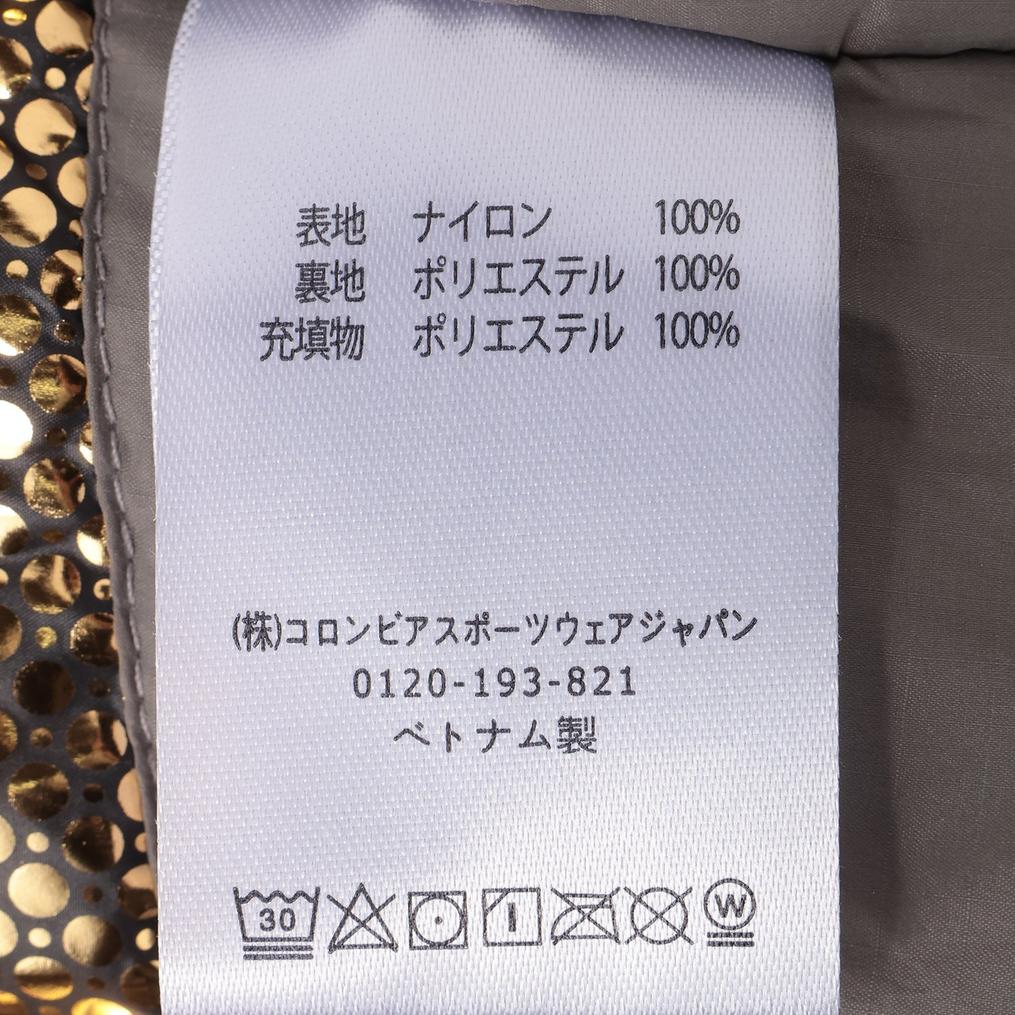 表地 ナイロン 100%
裏地 ポリエステル 100%
充填物 ポリエステル 100%
(株)コロンビアスポーツウェアジャパン
0120-193-821
ベトナム製
30 W